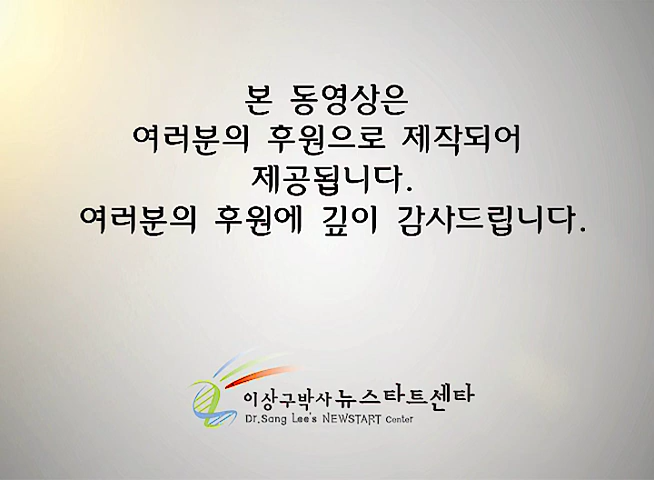 본 동영상은
여러분의 후원으로 제작되어
제공됩니다.
여러분의 후원에 깊이 감사드립니다.
이상구박사 뉴스타트센타
Dr.Sang Lee's NEWSTART Center